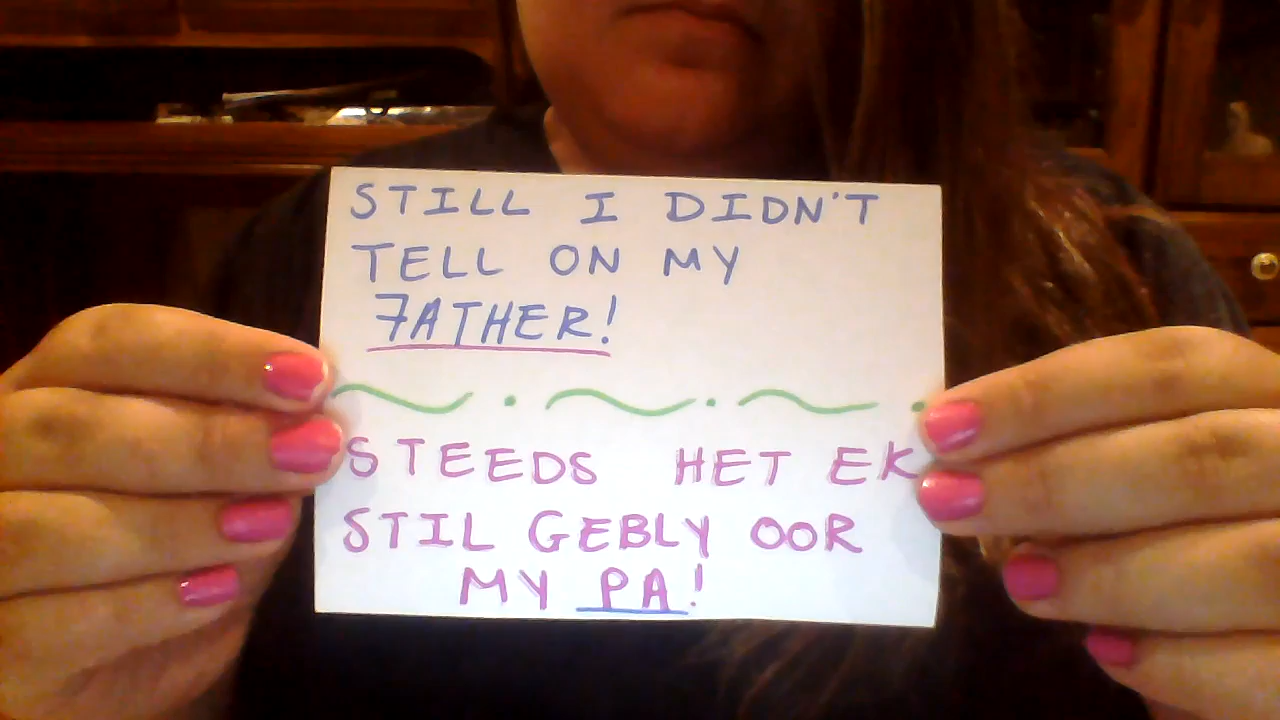 STILL I DIDN'T
TELL ON MY
FATHER!
STEEDS HET EK
STIL GEBLY OOR
MY PA!